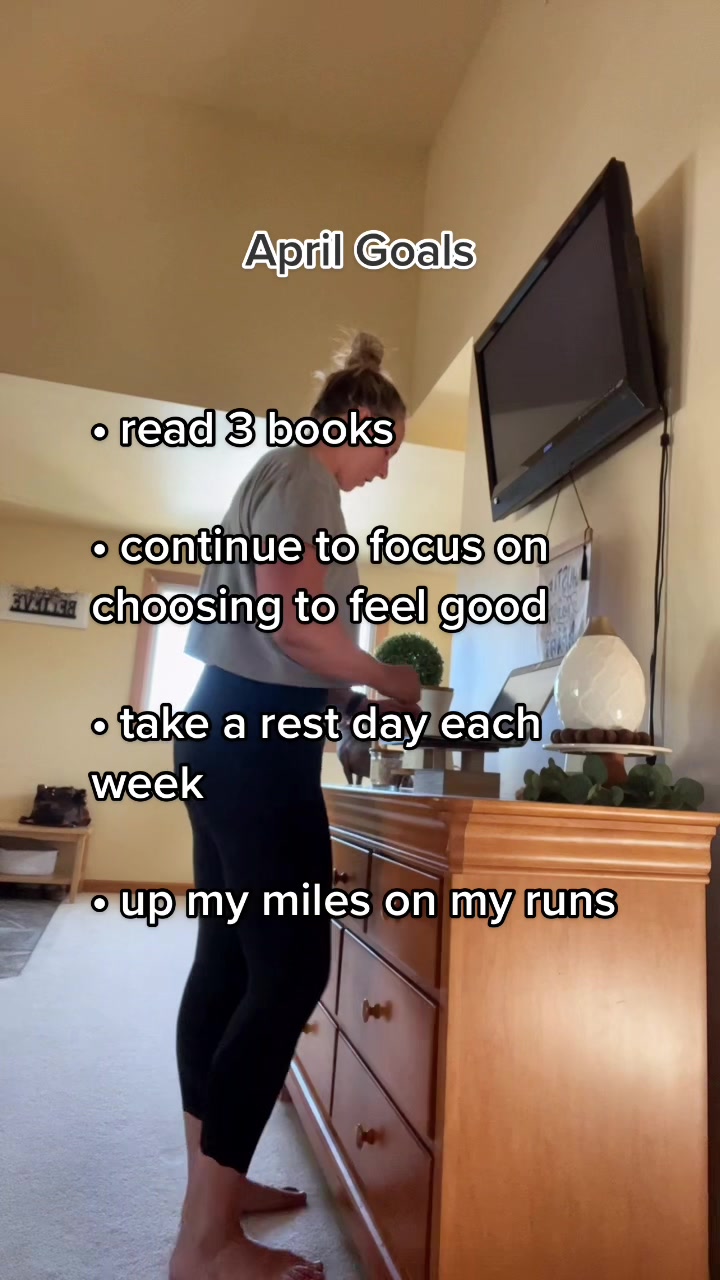 April Goals
• read 3 books
• continue to focus on
choosing to feel good
• take a rest day each
week
• up my miles on my runs
BELIEVE